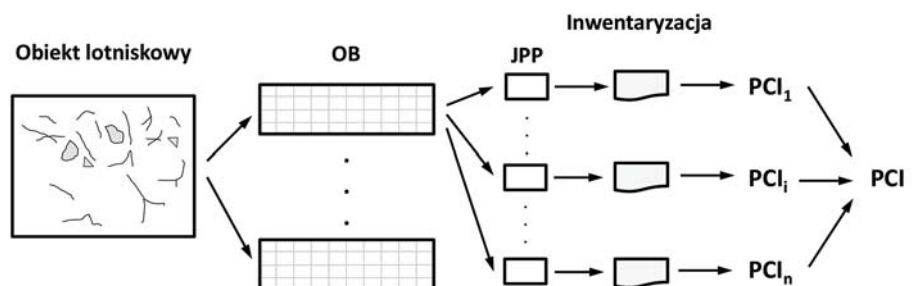 Inwentaryzacja
Obiekt lotniskowy
OB
JPP
PCI1
PCIi
PCI
PCIn